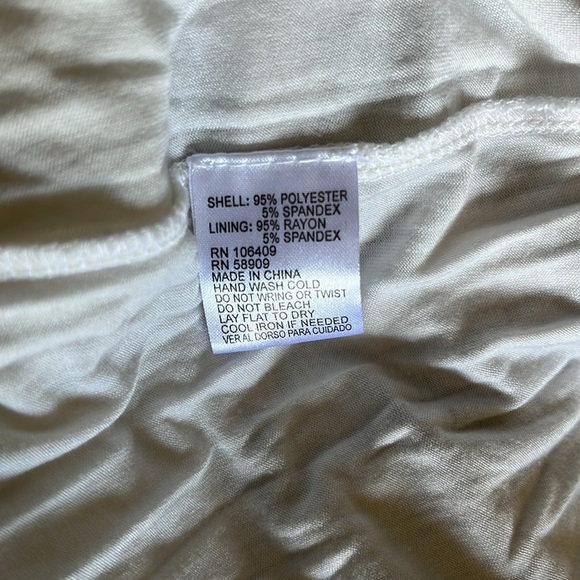 SHELL: 95% POLYESTER
5% SPANDEX
LINING: 95% RAYON
5% SPANDEX
RN 106409
RN 58909
MADE IN CHINA
HAND WASH COLD
DO NOT WRING OR TWIST
DO NOT BLEACH
LAY FLAT TO DRY
COOL IRON IF NEEDED
VER AL DORSO PARA CUIDADO